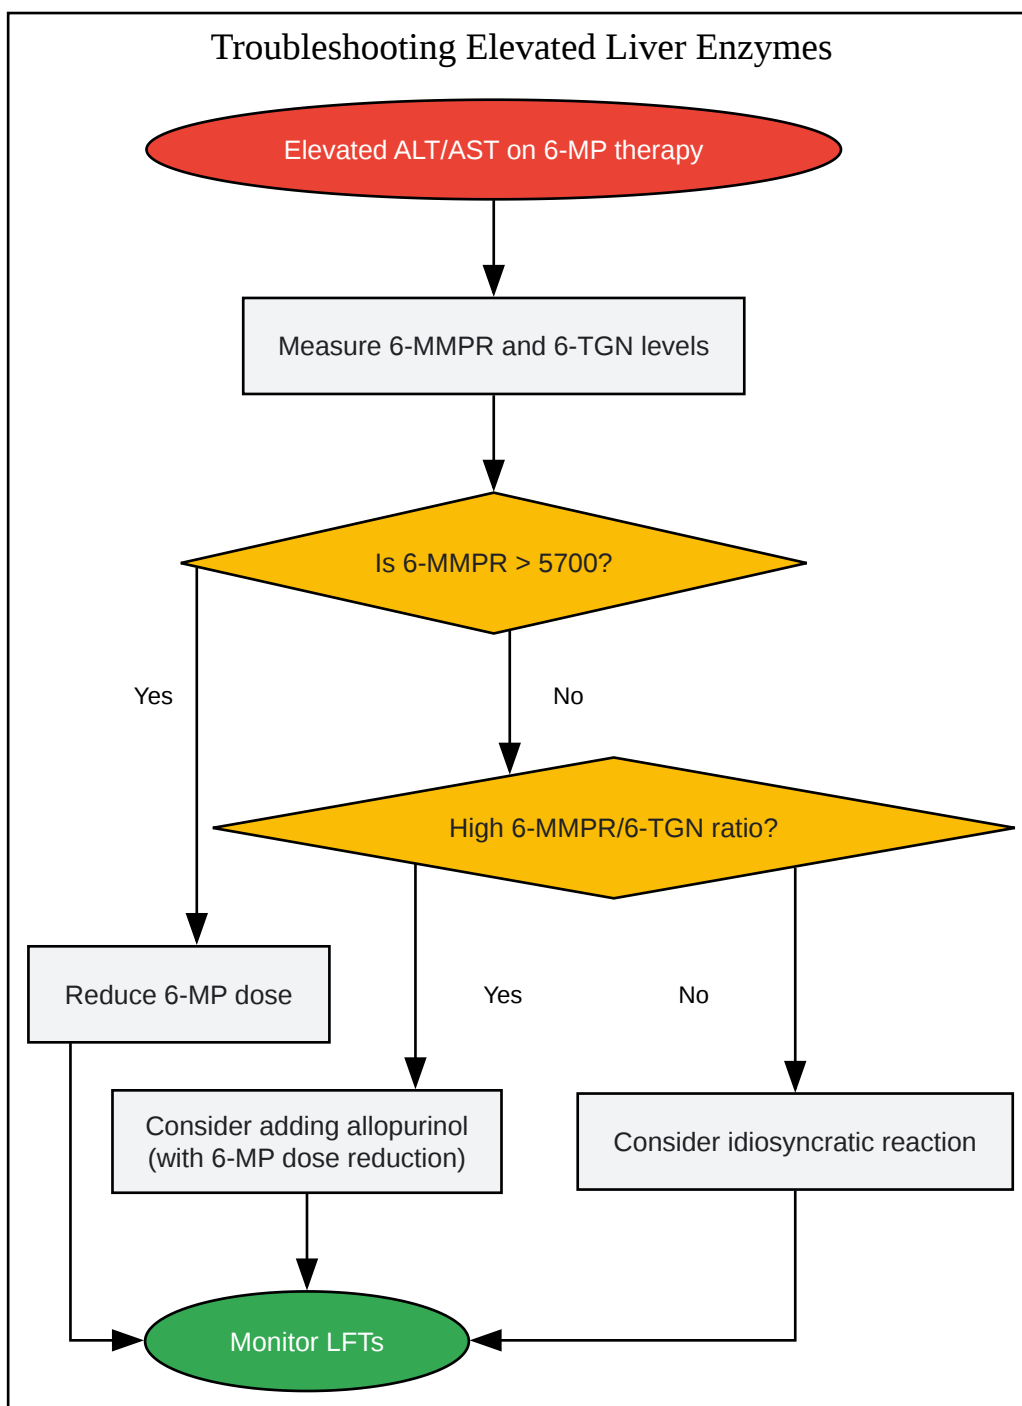 Troubleshooting Elevated Liver Enzymes
Elevated ALT/AST on 6-MP therapy
Measure 6-MMPR and 6-TGN levels
Is 6-MMPR > 5700?
Yes
No
High 6-MMPR/6-TGN ratio?
Reduce 6-MP dose
Yes
No
Consider adding allopurinol
(with 6-MP dose reduction)
Consider idiosyncratic reaction
Monitor LFTs